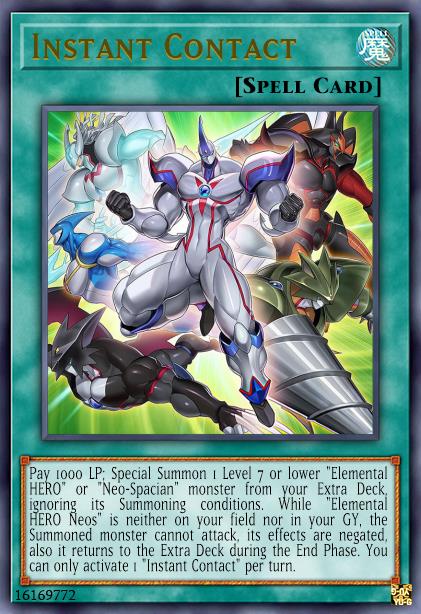 INSTANT CONTACT
魔
[SPELL CARD]
Pay 1000 LP; Special Summon 1 Level 7 or lower "Elemental
HERO" or "Neo-Spacian" monster from your Extra Deck,
ignoring its Summoning conditions. While "Elemental
HERO Neos" is neither on your field nor in your GY, the
Summoned monster cannot attack, its effects are negated,
also it returns to the Extra Deck during the End Phase. You
can only activate 1 "Instant Contact" per turn.
16169772